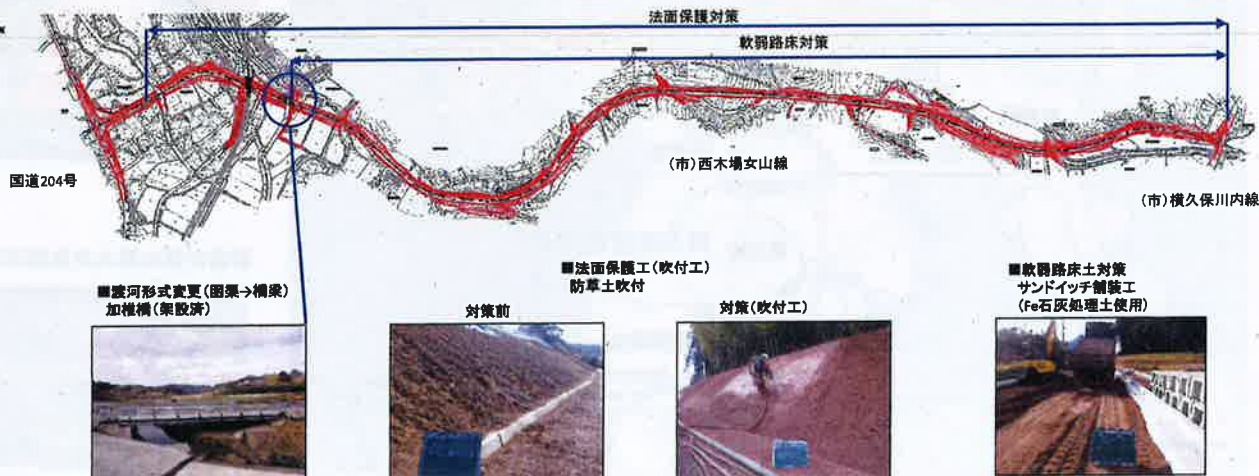 法面保護対策
軟弱路床対策
国道204号
(市)西木場女山線
(市)横久保川内線
■渡河形式変更(函渠→橋梁)
加椎橋(架設済)
■法面保護工(吹付工)
防草土吹付
対策前
対策(吹付工)
■軟弱路床土対策
サンドイッチ舗装工
(Fe石灰処理土使用)